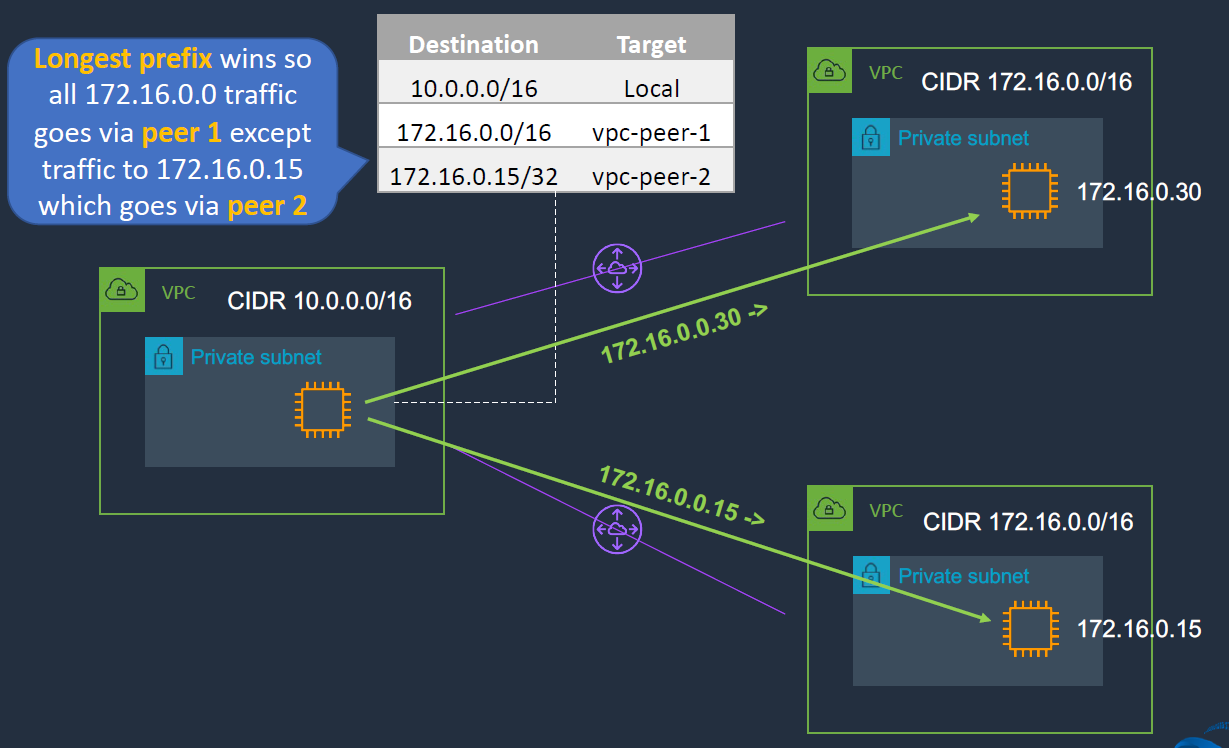 Longest prefix wins so
all 172.16.0.0 traffic
goes via peer 1 except
traffic to 172.16.0.15
which goes via peer 2
Destination Target
10.0.0.0/16 Local
172.16.0.0/16 vpc-peer-1
172.16.0.15/32 vpc-peer-2
VPC CIDR 172.16.0.0/16
Private subnet
172.16.0.30
VPC CIDR 10.0.0.0/16
Private subnet
172.16.0.0.30 ->
172.16.0.0.15 ->
VPC CIDR 172.16.0.0/16
Private subnet
172.16.0.15